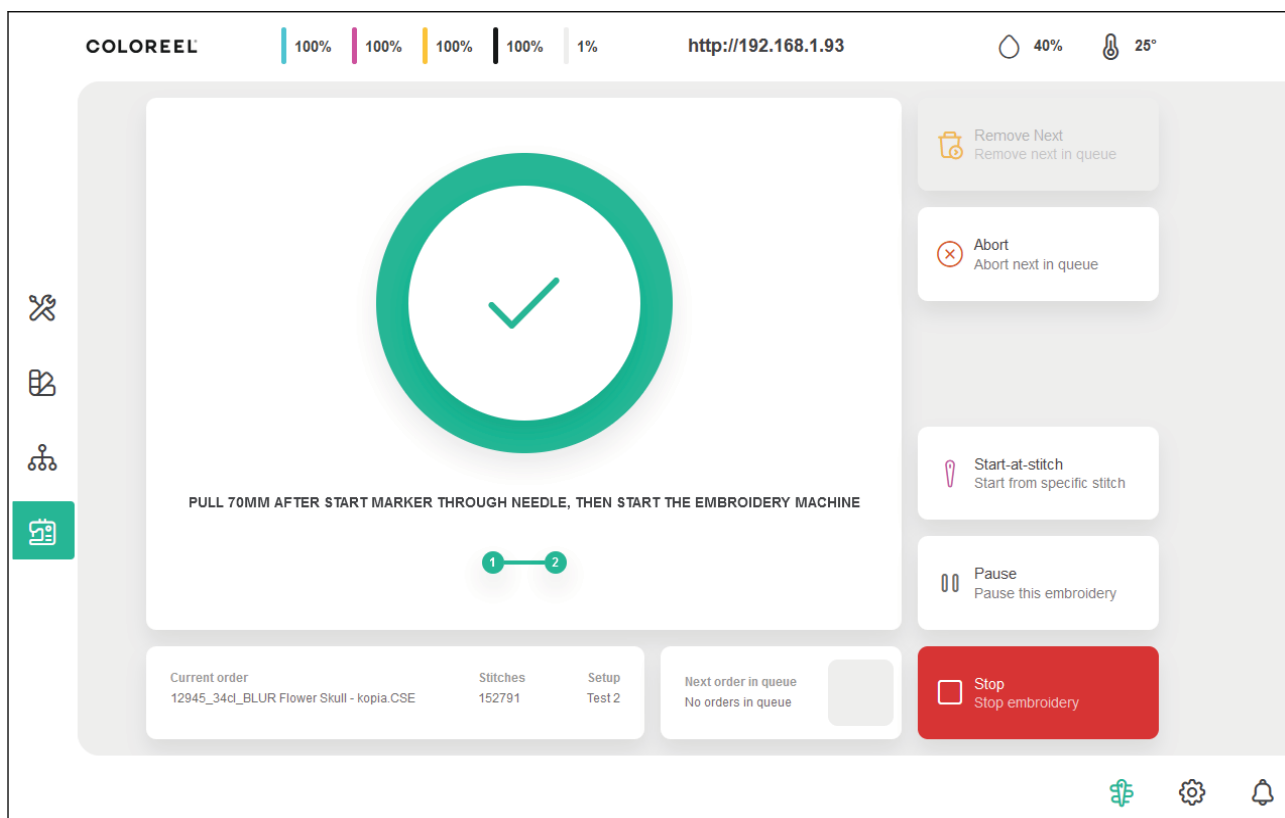 COLOREEL
100%
100%
100%
100%
1%
http://192.168.1.93
40%
25°
Remove Next
Remove next in queue
Abort
Abort next in queue
PULL 70MM AFTER START MARKER THROUGH NEEDLE, THEN START THE EMBROIDERY MACHINE
1
2
Start-at-stitch
Start from specific stitch
Pause
Pause this embroidery
Current order
12945_34cl_BLUR Flower Skull - kopia.CSE
Stitches
152791
Setup
Test 2
Next order in queue
No orders in queue
Stop
Stop embroidery